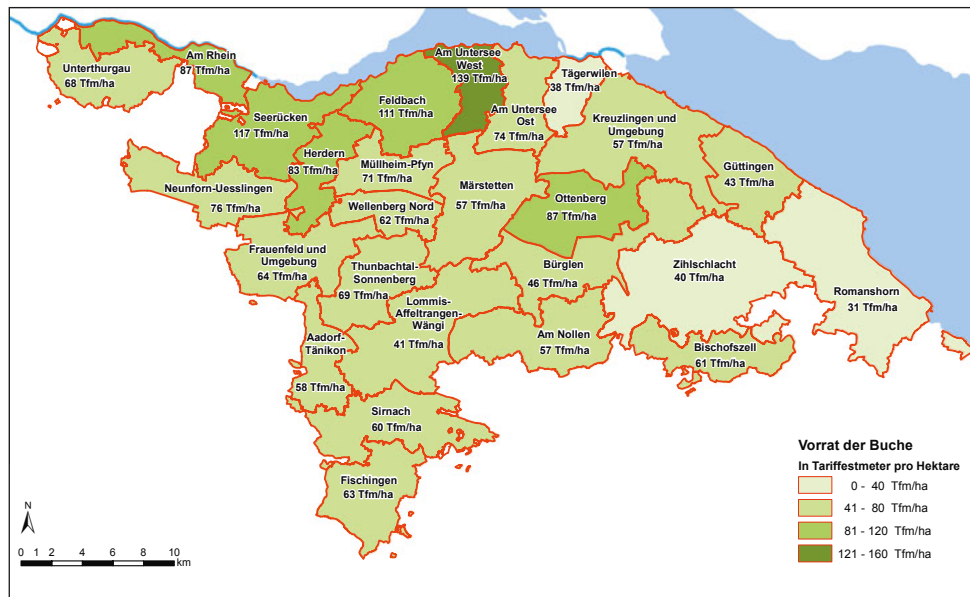 Unterthurgau
68 Tfm/ha
Am Rhein
87 Tfm/ha
Seerücken
117 Tfm/ha
Feldbach
111 Tfm/ha
Am Untersee
West
139 Tfm/ha
Am Untersee
Ost
74 Tfm/ha
Tägerwilen
38 Tfm/ha
Kreuzlingen und
Umgebung
57 Tfm/ha
Güttingen
43 Tfm/ha
Herdern
83 Tfm/ha
Müllheim-Pfyn
71 Tfm/ha
Neunforn-Uesslingen
76 Tfm/ha
Wellenberg Nord
62 Tfm/ha
Märstetten
57 Tfm/ha
Ottenberg
87 Tfm/ha
Frauenfeld und
Umgebung
64 Tfm/ha
Thunbachtal-
Sonnenberg
69 Tfm/ha
Bürglen
46 Tfm/ha
Zihlschlacht
40 Tfm/ha
Romanshorn
31 Tfm/ha
Lommis-
Affeltrangen-
Wängi
41 Tfm/ha
Am Nollen
57 Tfm/ha
Bischofszell
61 Tfm/ha
Aadorf-
Tänikon
58 Tfm/ha
Sirnach
60 Tfm/ha
Fischingen
63 Tfm/ha
Vorrat der Buche
In Tariffestmeter pro Hektare
0 - 40 Tfm/ha
41 - 80 Tfm/ha
81 - 120 Tfm/ha
121 - 160 Tfm/ha
N
0 1 2 4 6 8 10
km